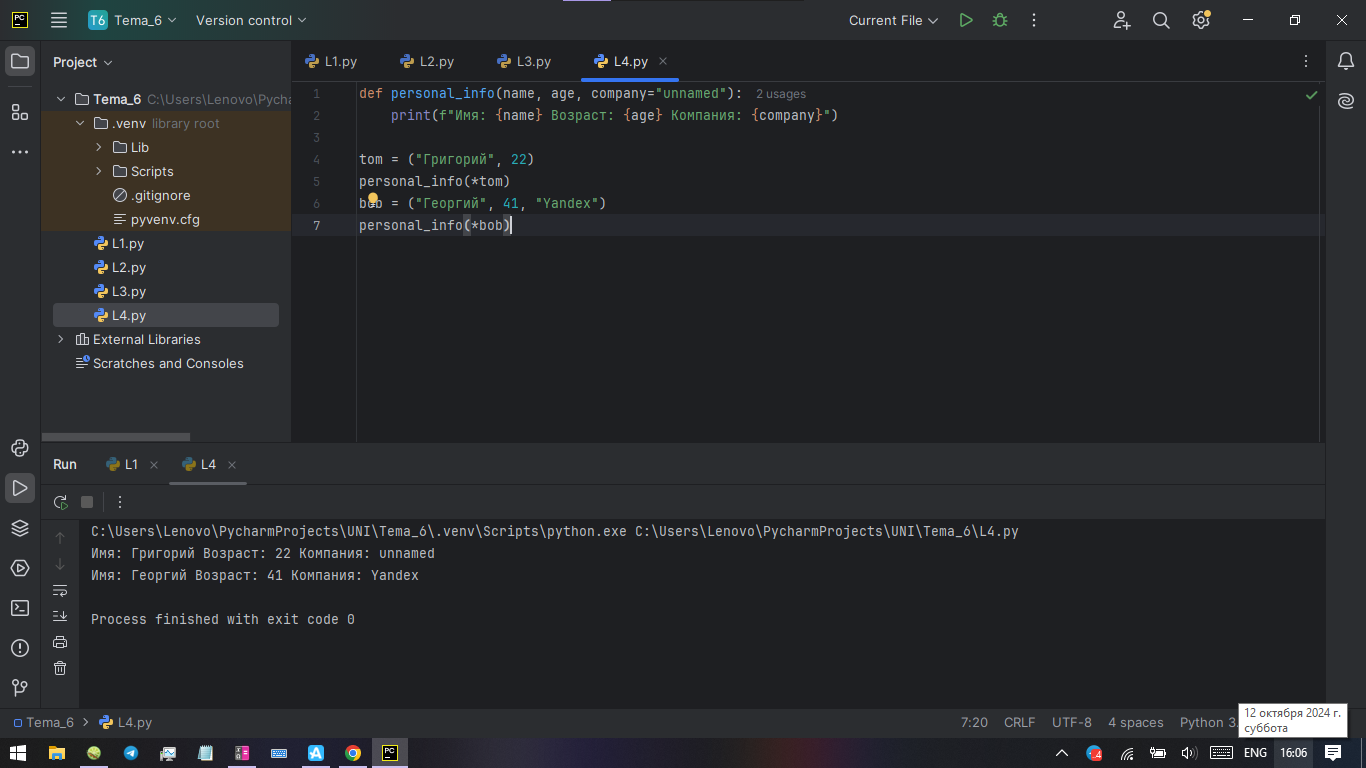 PC T6 Tema_6 Version control Current File
Project
L1.py L2.py L3.py L4.py
Tema_6 C:\Users\Lenovo\Pycha
.venv library root
Lib
Scripts
.gitignore
pyvenv.cfg
L1.py
L2.py
L3.py
L4.py
External Libraries
Scratches and Consoles
1 def personal_info(name, age, company="unnamed"): 2 usages
2 print(f"Имя: {name} Возраст: {age} Компания: {company}")
3
4 tom = ("Григорий", 22)
5 personal_info(*tom)
6 bob = ("Георгий", 41, "Yandex")
7 personal_info(*bob)
Run L1 L4
C:\Users\Lenovo\PycharmProjects\UNI\Tema_6\.venv\Scripts\python.exe C:\Users\Lenovo\PycharmProjects\UNI\Tema_6\L4.py
Имя: Григорий Возраст: 22 Компания: unnamed
Имя: Георгий Возраст: 41 Компания: Yandex
Process finished with exit code 0
Tema_6 L4.py 7:20 CRLF UTF-8 4 spaces Python 3.
12 октября 2024 г.
суббота
PC 4 ENG 16:06